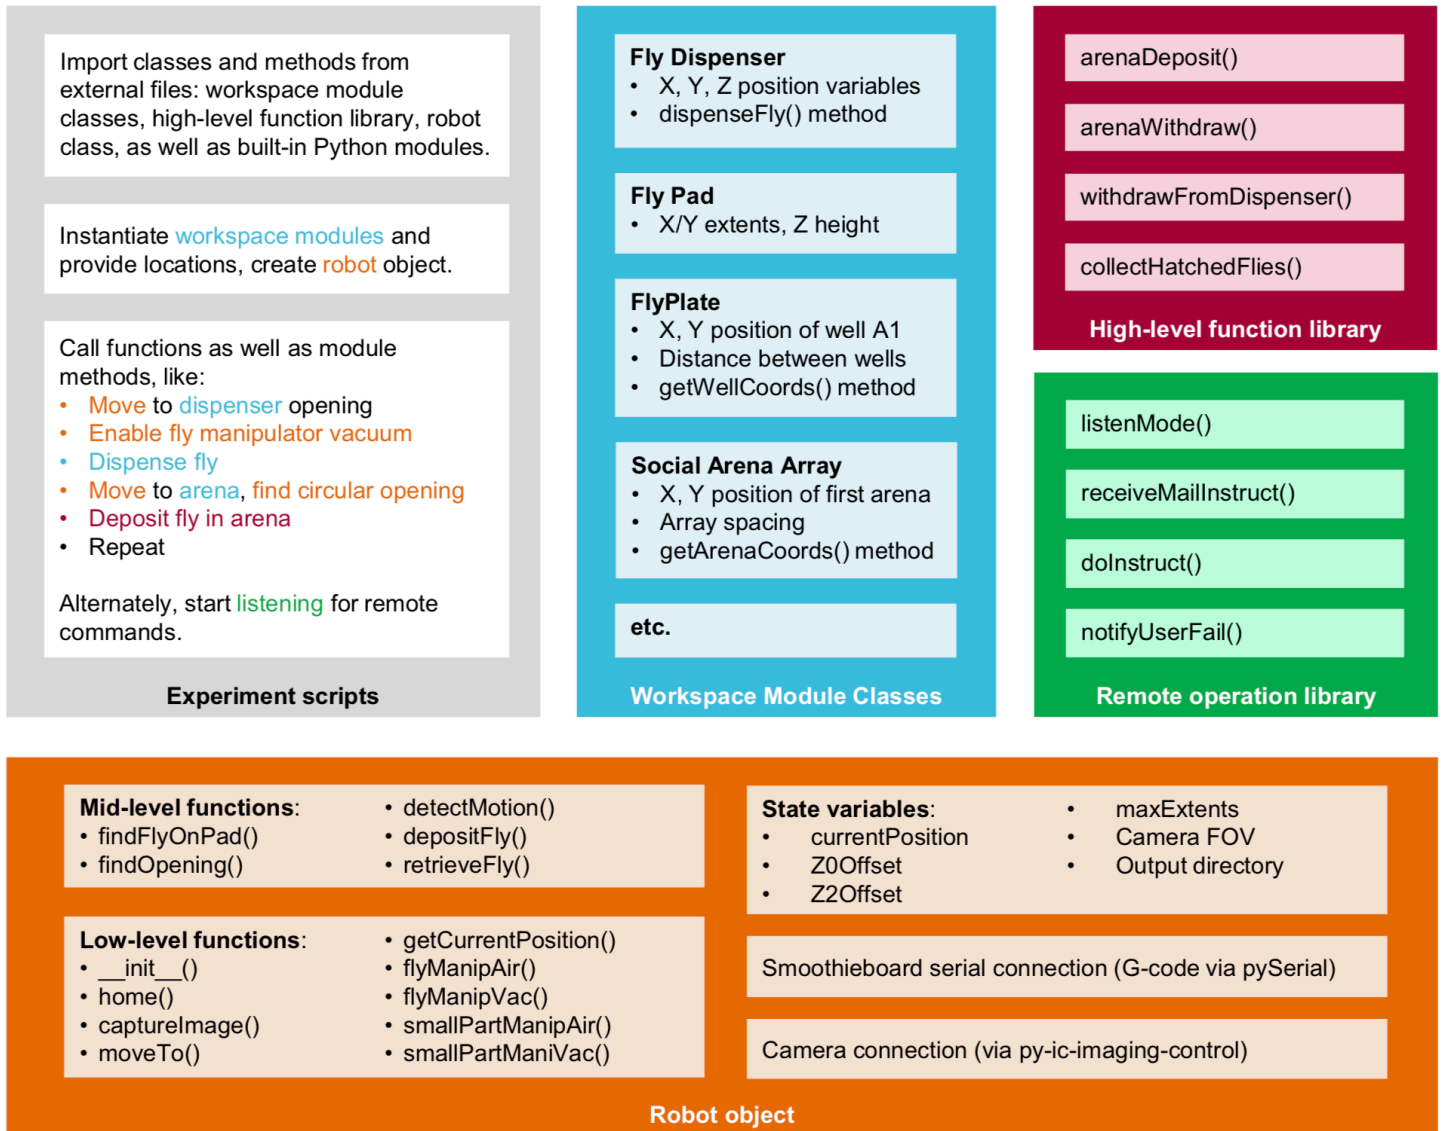 Import classes and methods from
external files: workspace module
classes, high-level function library, robot
class, as well as built-in Python modules.
Instantiate workspace modules and
provide locations, create robot object.
Call functions as well as module
methods, like:
• Move to dispenser opening
• Enable fly manipulator vacuum
• Dispense fly
• Move to arena, find circular opening
• Deposit fly in arena
• Repeat
Alternately, start listening for remote
commands.
Experiment scripts
Fly Dispenser
• X, Y, Z position variables
• dispenseFly() method
Fly Pad
• X/Y extents, Z height
FlyPlate
• X, Y position of well A1
• Distance between wells
• getWellCoords() method
Social Arena Array
• X, Y position of first arena
• Array spacing
• getArenaCoords() method
etc.
Workspace Module Classes
arenaDeposit()
arenaWithdraw()
withdrawFromDispenser()
collectHatchedFlies()
High-level function library
listenMode()
receiveMailInstruct()
doInstruct()
notifyUserFail()
Remote operation library
Mid-level functions:
• findFlyOnPad()
• findOpening()
• detectMotion()
• depositFly()
• retrieveFly()
Low-level functions:
• __init__()
• home()
• captureImage()
• moveTo()
• getCurrentPosition()
• flyManipAir()
• flyManipVac()
• smallPartManipAir()
• smallPartManiVac()
State variables:
• currentPosition
• Z0Offset
• Z2Offset
• maxExtents
• Camera FOV
• Output directory
Smoothieboard serial connection (G-code via pySerial)
Camera connection (via py-ic-imaging-control)
Robot object